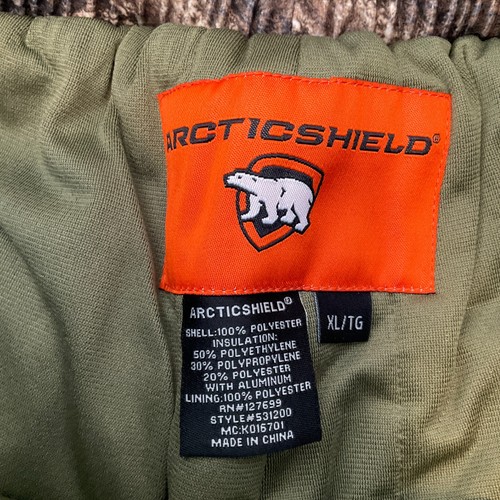 ARCTICSHIELD®
ARCTICSHIELD®
SHELL:100% POLYESTER
INSULATION:
50% POLYETHYLENE
30% POLYPROPYLENE
20% POLYESTER
WITH ALUMINUM
LINING:100% POLYESTER
RN#127699
STYLE#531200
MC:K016701
MADE IN CHINA
XL/TG